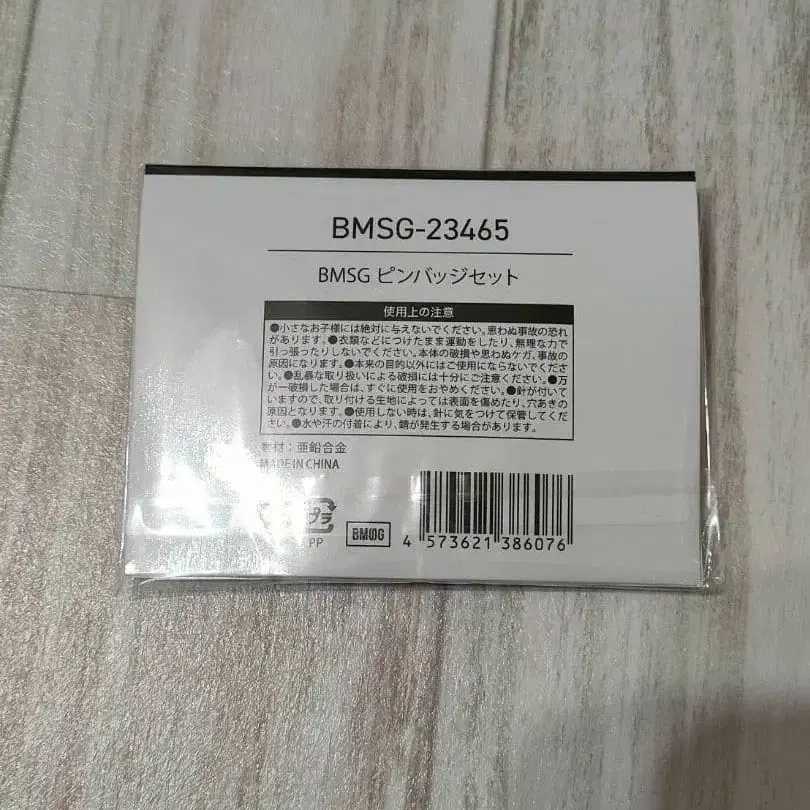 BMSG-23465
BMSG ピンバッジセット
使用上の注意
●小さなお子様には絶対に与えないでください。思わぬ事故の恐れ
があります。●衣類などにつけたまま運動をしたり、無理な力で
引っ張ったりしないでください。本体の破損や思わぬケガ、事故の
原因になります。●本来の目的以外にはご使用にならないでくださ
い。●乱暴な取り扱いによる破損には十分にご注意ください。●万
が一破損した場合は、すぐに使用をおやめください。●針が付いて
いますので、取り付ける生地によっては表面を傷めたり、穴あきの
原因となります。●使用しない時は、針に気をつけて保管してくだ
さい。●水や汗の付着により、錆が発生する場合があります。
素材：亜鉛合金
MADE IN CHINA
プラ
PP
BMSG
4 573621 386076